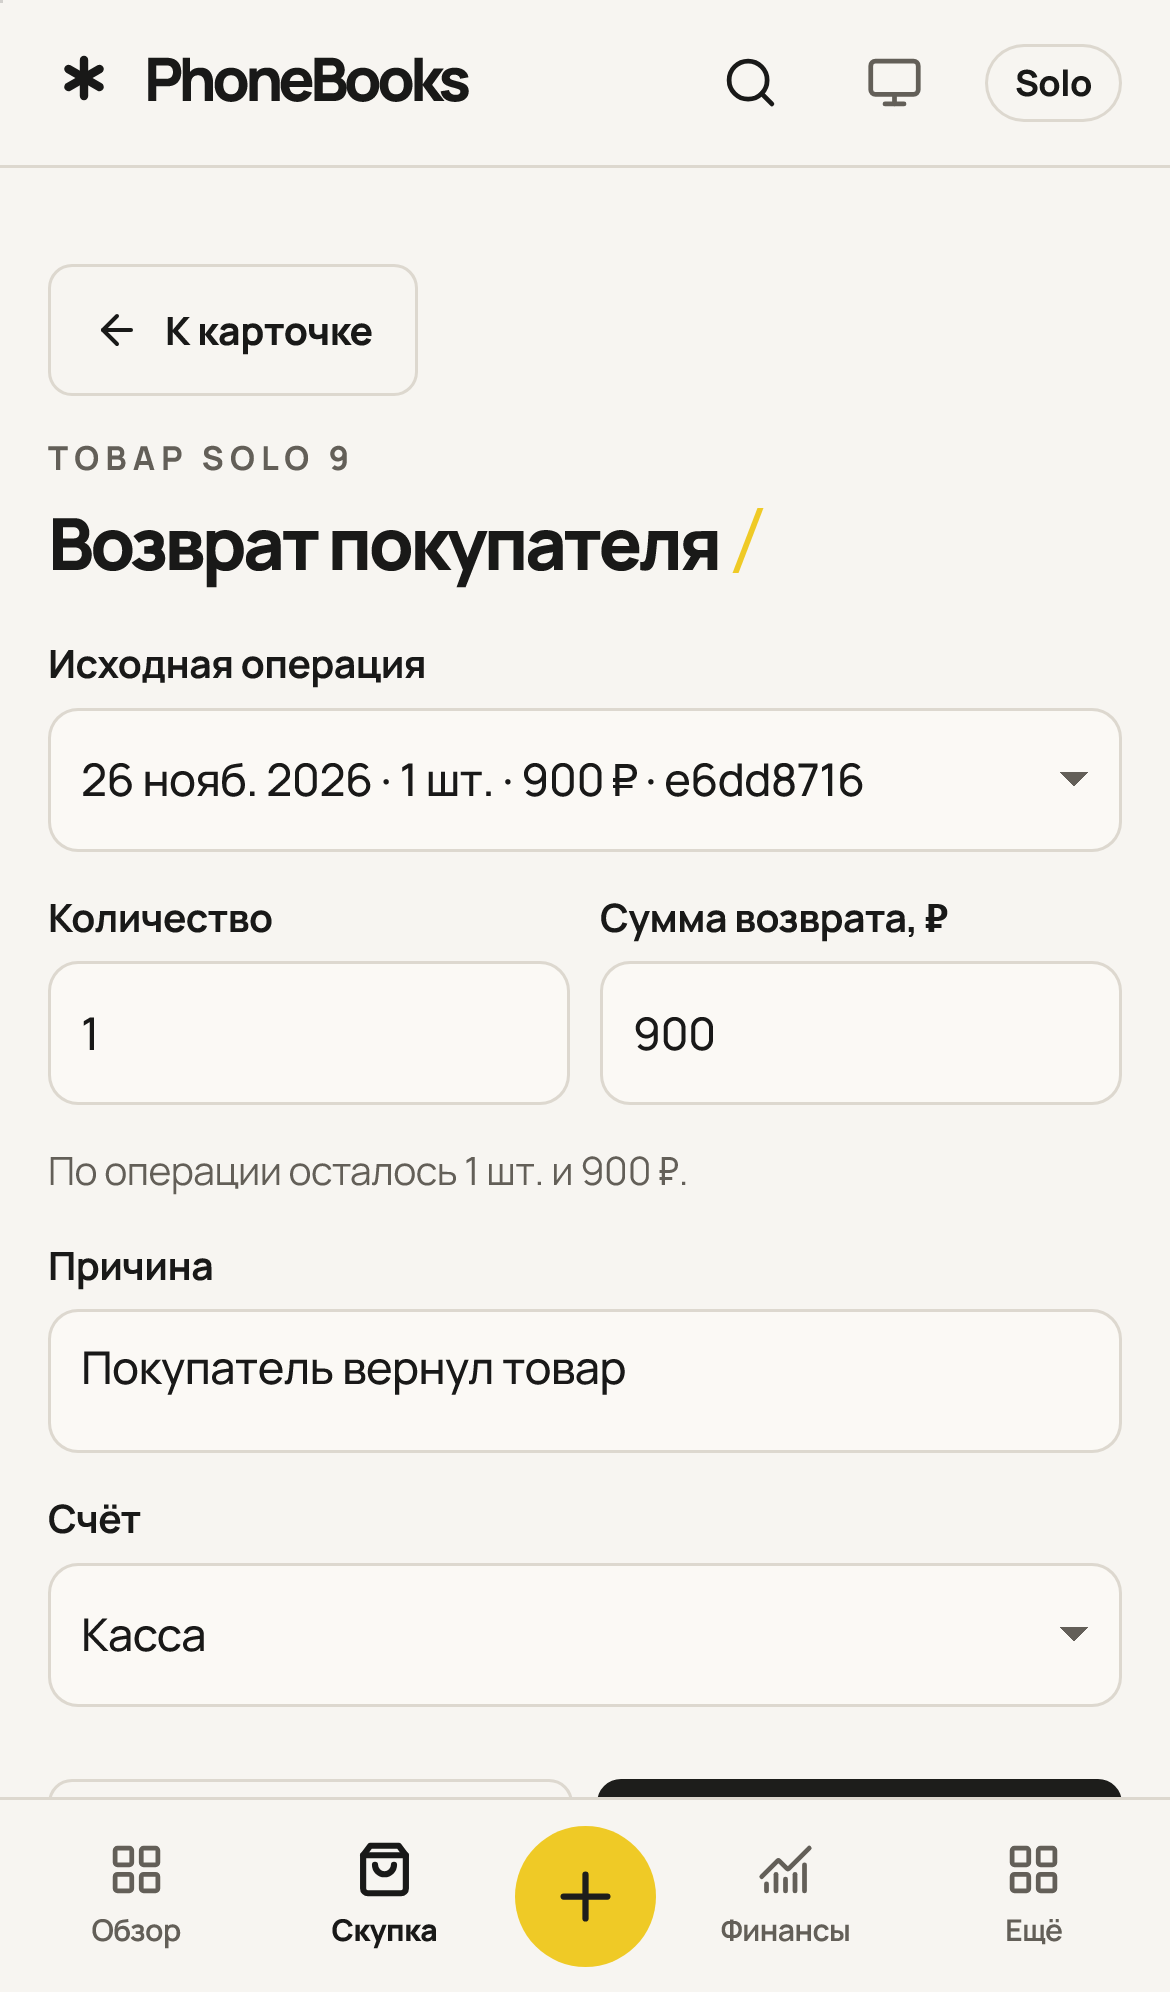 PhoneBooks
Solo
К карточке
ТОВАР SOLO 9
Возврат покупателя /
Исходная операция
26 нояб. 2026 · 1 шт. · 900 ₽ · e6dd8716
Количество
Сумма возврата, ₽
1
900
По операции осталось 1 шт. и 900 ₽.
Причина
Покупатель вернул товар
Счёт
Касса
Обзор
Скупка
Финансы
Ещё